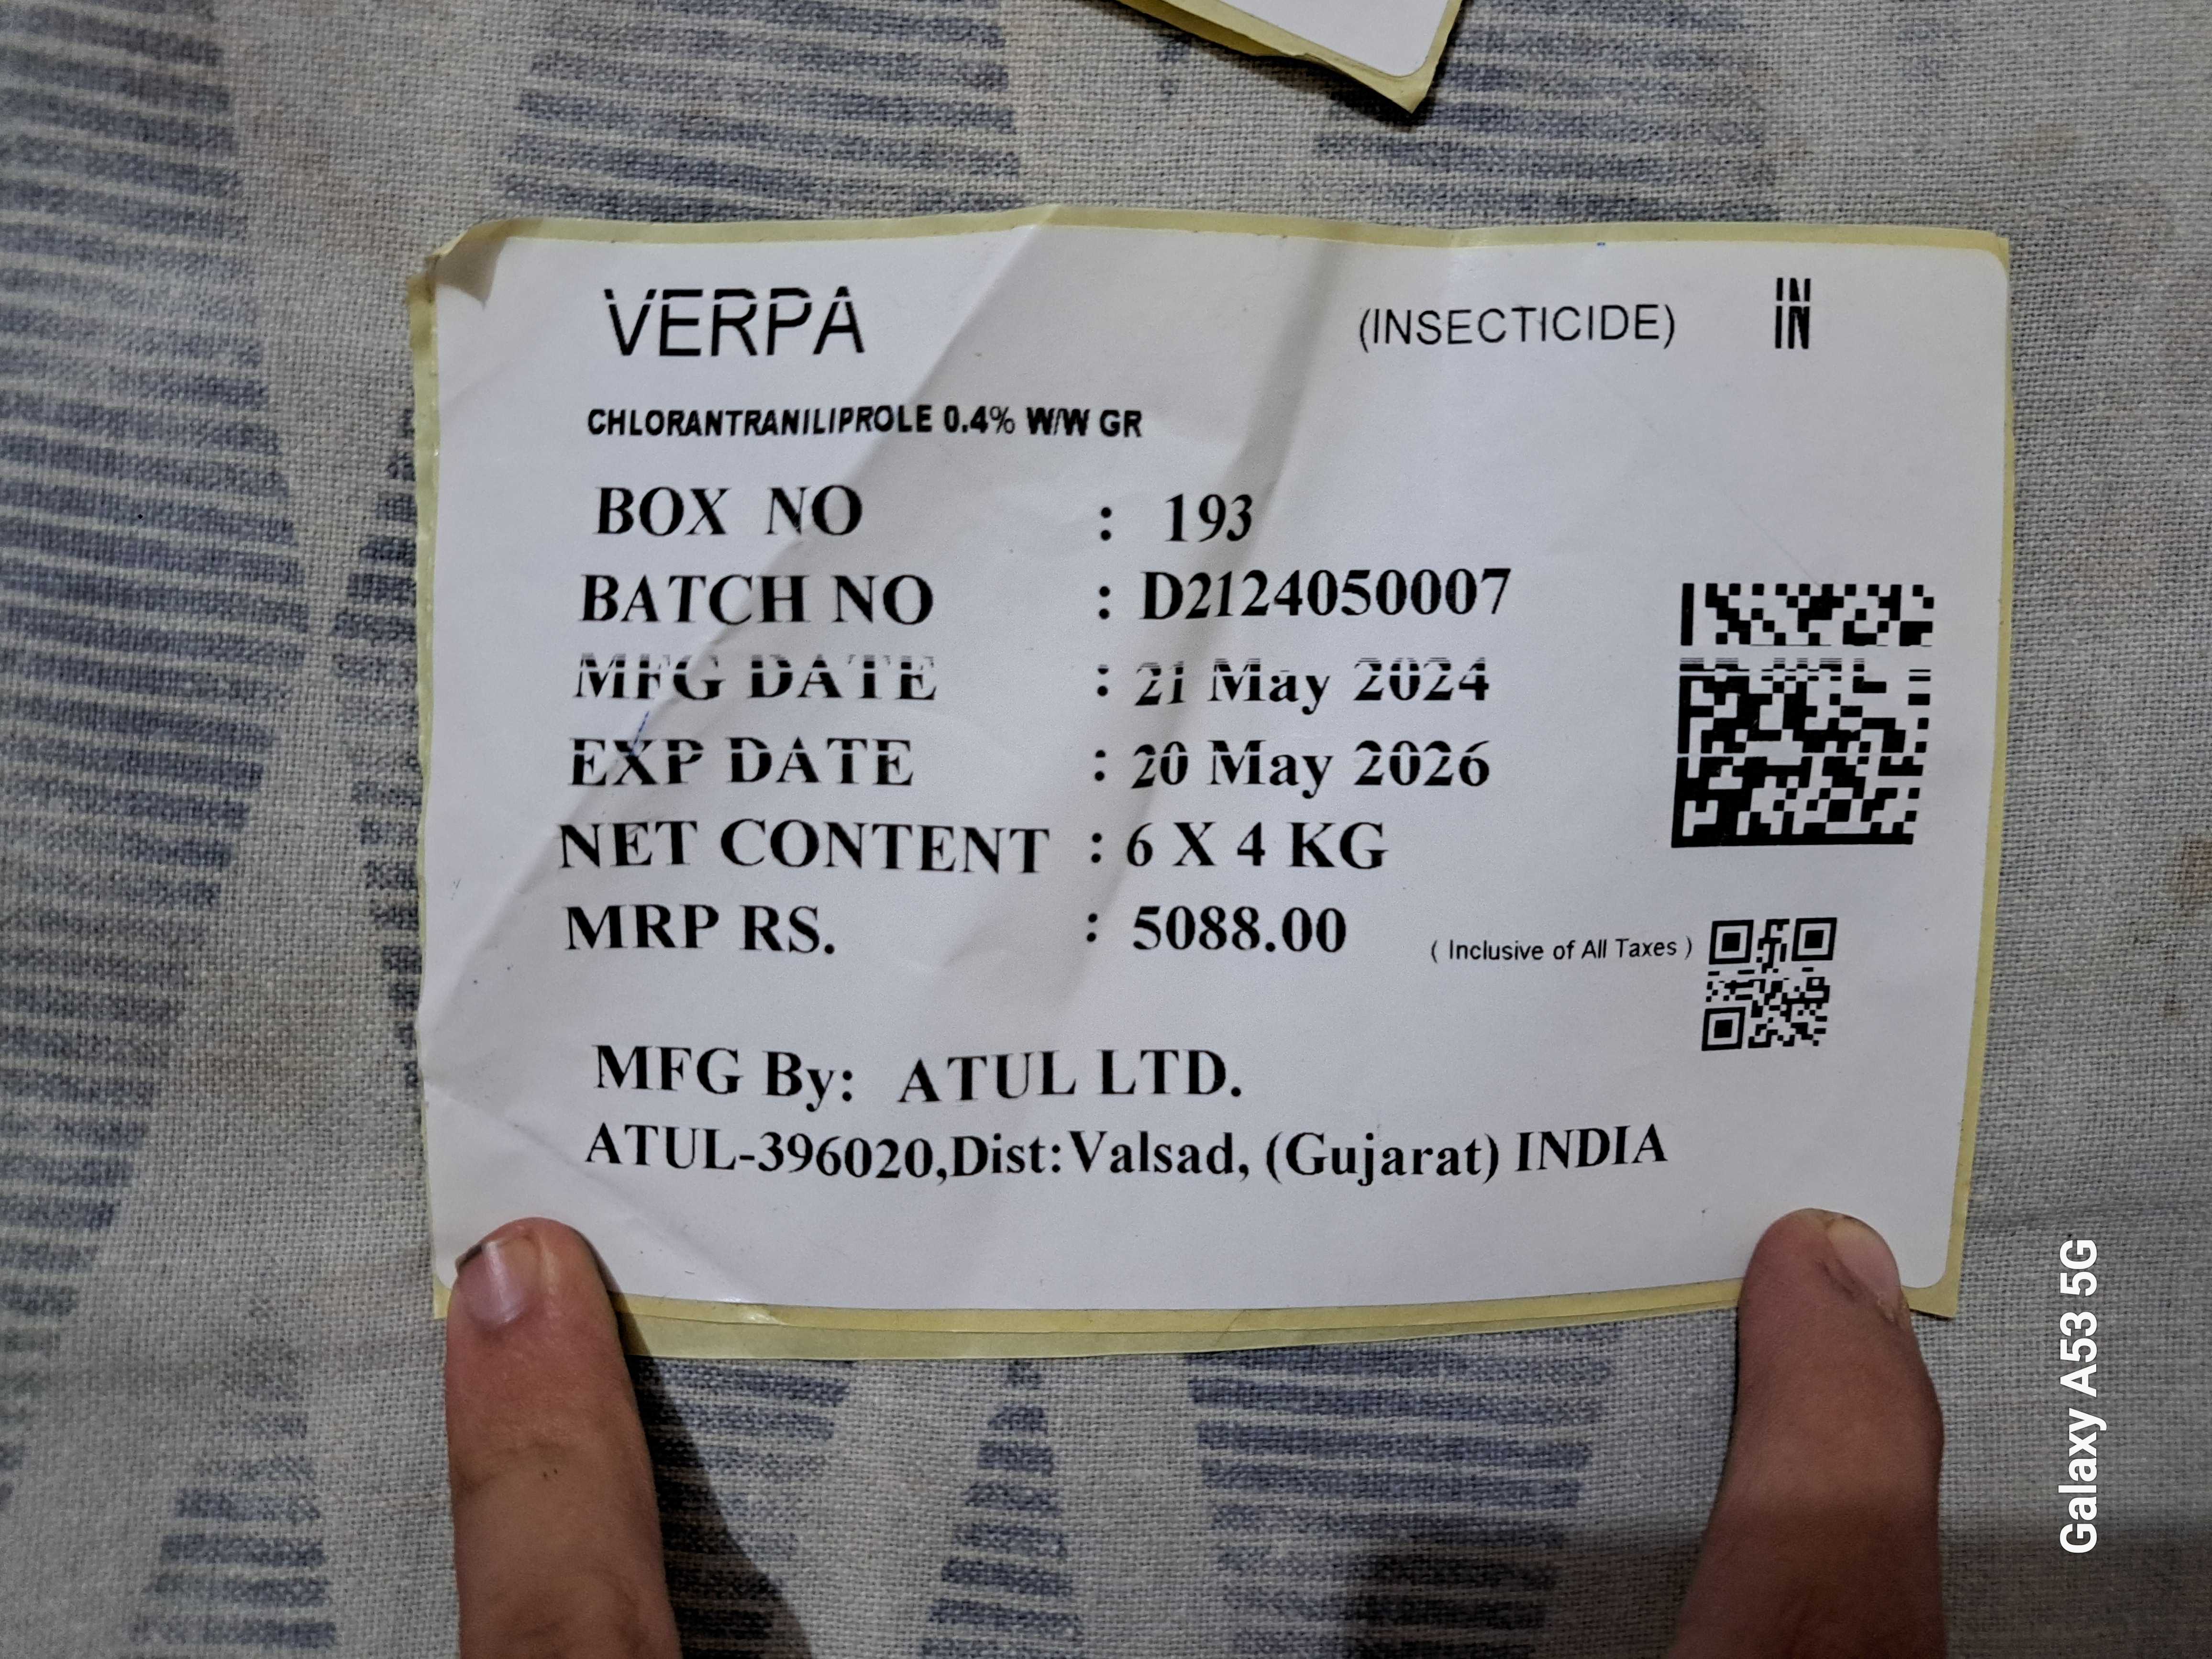 VERPA (INSECTICIDE) IN
CHLORANTRANILIPROLE 0.4% W/W GR
BOX NO : 193
BATCH NO : D2124050007
MFG DATE : 21 May 2024
EXP DATE : 20 May 2026
NET CONTENT : 6 X 4 KG
MRP RS. : 5088.00 ( Inclusive of All Taxes )
MFG By: ATUL LTD.
ATUL-396020,Dist:Valsad, (Gujarat) INDIA
Galaxy A53 5G